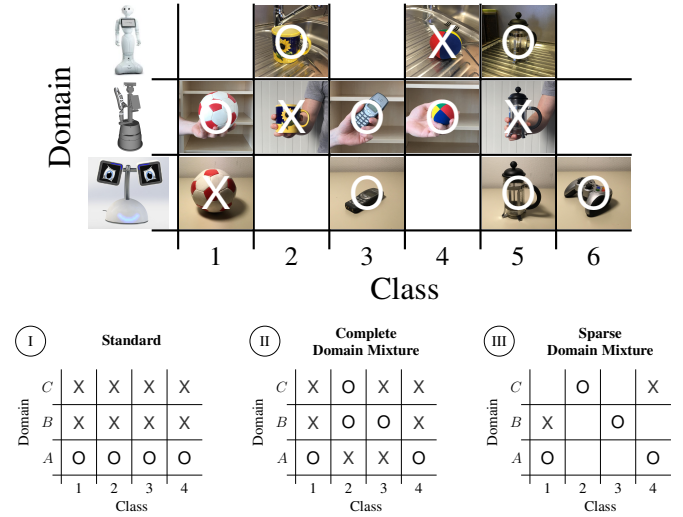 O X O
Domain
O X O O X
X O O O
1 2 3 4 5 6
Class
I Standard
II Complete
Domain Mixture
III Sparse
Domain Mixture
Domain
C X X X X
B X X X X
A O O O O
1 2 3 4
Class
Domain
C X O X X
B X O O X
A O X X O
1 2 3 4
Class
Domain
C O X
B X O
A O O
1 2 3 4
Class